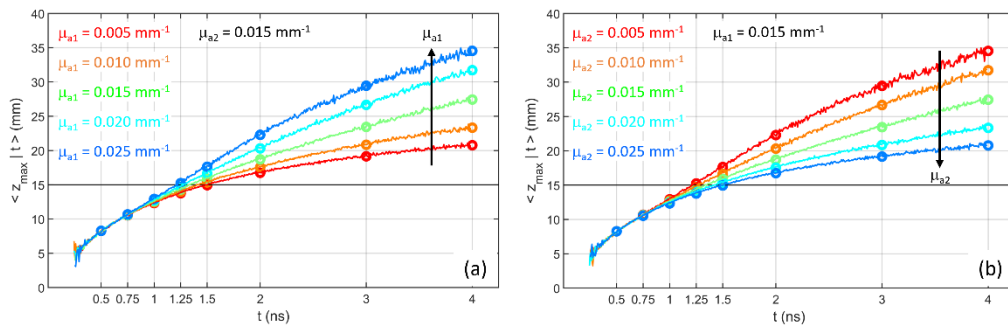 μa1 = 0.005 mm⁻¹ μa2 = 0.015 mm⁻¹ μa1
μa1 = 0.010 mm⁻¹
μa1 = 0.015 mm⁻¹
μa1 = 0.020 mm⁻¹
μa1 = 0.025 mm⁻¹
40
35
30
25
20
15
10
5
0
< zmax | t > (mm)
(a)
0.5 0.75 1 1.25 1.5 2 3 4
t (ns)
μa2 = 0.005 mm⁻¹ μa1 = 0.015 mm⁻¹
μa2 = 0.010 mm⁻¹
μa2 = 0.015 mm⁻¹
μa2 = 0.020 mm⁻¹
μa2 = 0.025 mm⁻¹
μa2
40
35
30
25
20
15
10
5
0
< zmax | t > (mm)
(b)
0.5 0.75 1 1.25 1.5 2 3 4
t (ns)